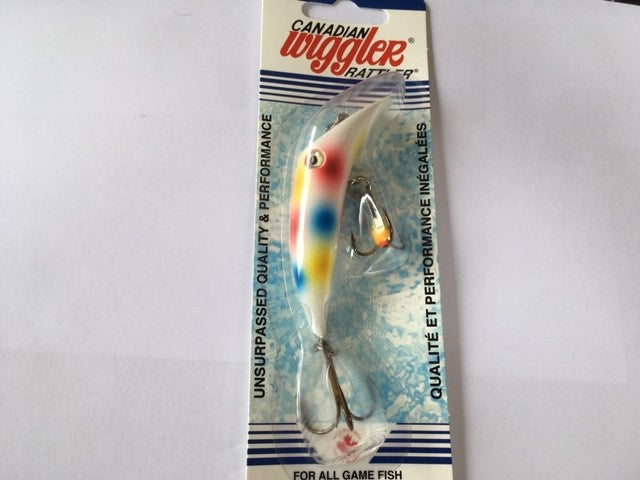 CANADIAN
Wiggler®
RATTLER®
UNSURPASSED QUALITY & PERFORMANCE
QUALITÉ ET PERFORMANCE INÉGALÉES
FOR ALL GAME FISH